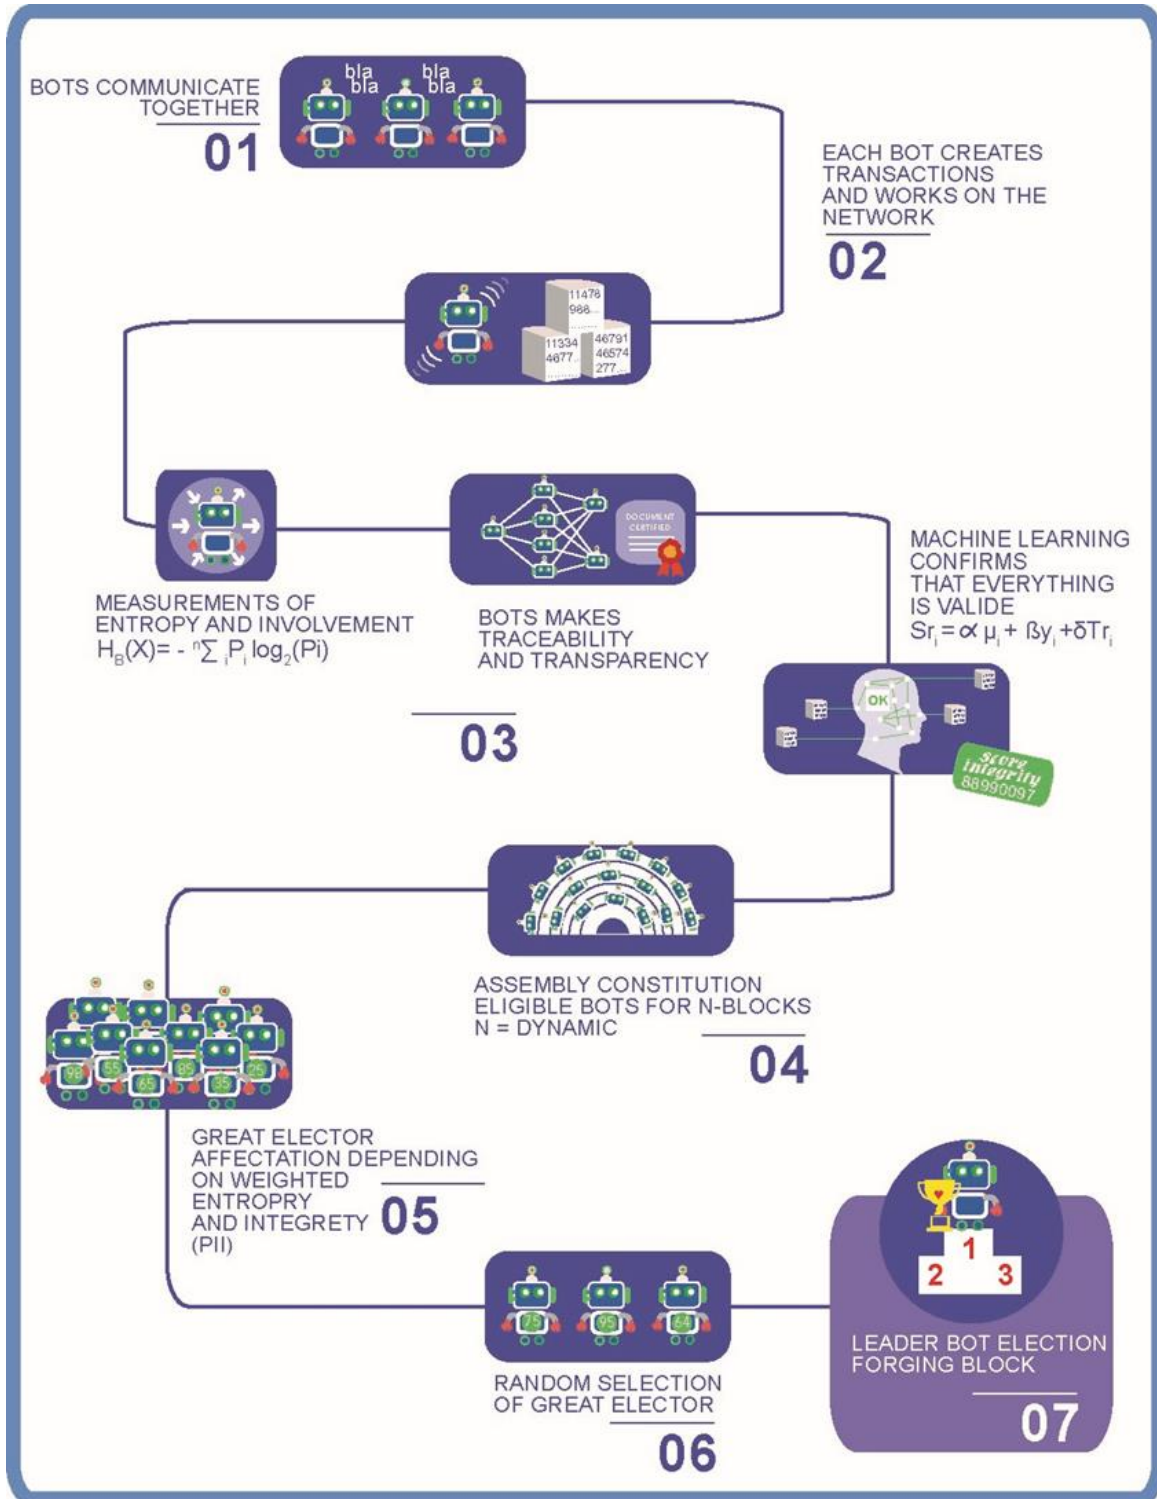 bla
bla
bla
bla
BOTS COMMUNICATE
TOGETHER
01
EACH BOT CREATES
TRANSACTIONS
AND WORKS ON THE
NETWORK
02
11478
988...
11334
4677...
46791
46574
277...
DOCUMENT
CERTIFIED
MEASUREMENTS OF
ENTROPY AND INVOLVEMENT
H_B(X)= - ⁿ∑ ᵢPᵢ log₂(Pi)
BOTS MAKES
TRACEABILITY
AND TRANSPARENCY
03
MACHINE LEARNING
CONFIRMS
THAT EVERYTHING
IS VALIDE
Srᵢ = ∝ μᵢ + ßyᵢ +δTrᵢ
OK
Score
integrity
88990097
ASSEMBLY CONSTITUTION
ELIGIBLE BOTS FOR N-BLOCKS
N = DYNAMIC
04
98
55
65
85
35
25
GREAT ELECTOR
AFFECTATION DEPENDING
ON WEIGHTED
ENTROPRY
AND INTEGRETY
(PII)
05
75
95
64
RANDOM SELECTION
OF GREAT ELECTOR
06
1
2
3
LEADER BOT ELECTION
FORGING BLOCK
07